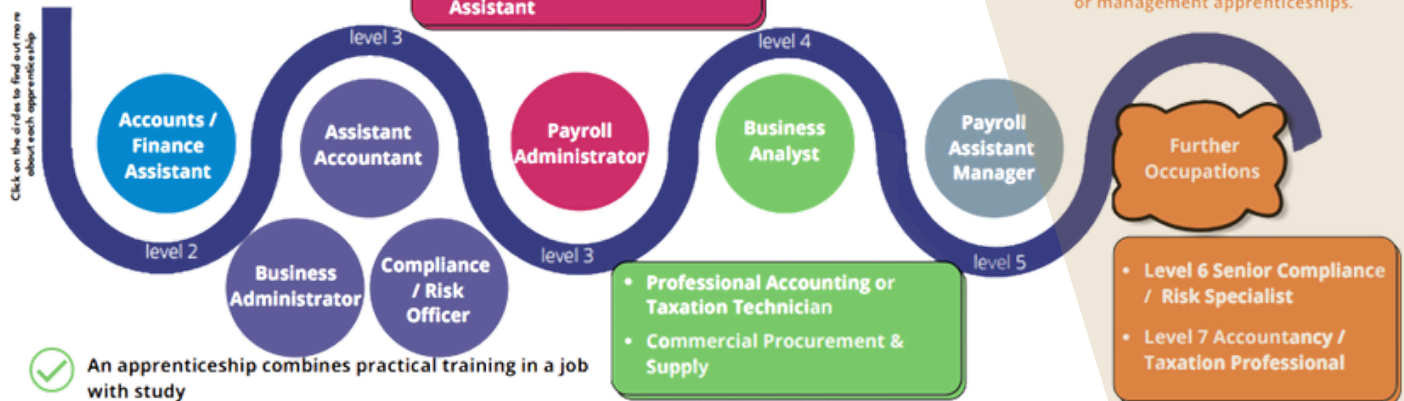 Assistant
or management apprenticeships.
Click on the circles to find out more
about each apprenticeship
level 3
level 4
Accounts /
Finance
Assistant
Assistant
Accountant
Payroll
Administrator
Business
Analyst
Payroll
Assistant
Manager
Further
Occupations
level 2
level 3
level 5
Business
Administrator
Compliance
/ Risk
Officer
• Professional Accounting or
Taxation Technician
• Commercial Procurement &
Supply
• Level 6 Senior Compliance
/ Risk Specialist
• Level 7 Accountancy /
Taxation Professional
An apprenticeship combines practical training in a job
with study